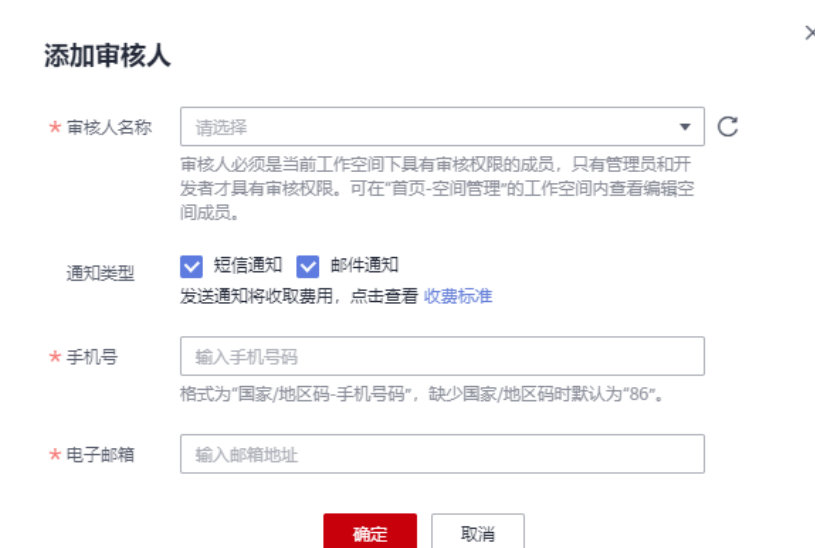 添加审核人
* 审核人名称
请选择
审核人必须是当前工作空间下具有审核权限的成员，只有管理员和开
发者才具有审核权限。可在"首页-空间管理"的工作空间内查看编辑空
间成员。
通知类型
短信通知 邮件通知
发送通知将收取费用，点击查看 收费标准
* 手机号
输入手机号码
格式为"国家/地区码-手机号码"，缺少国家/地区码时默认为"86"。
* 电子邮箱
输入邮箱地址
确定 取消